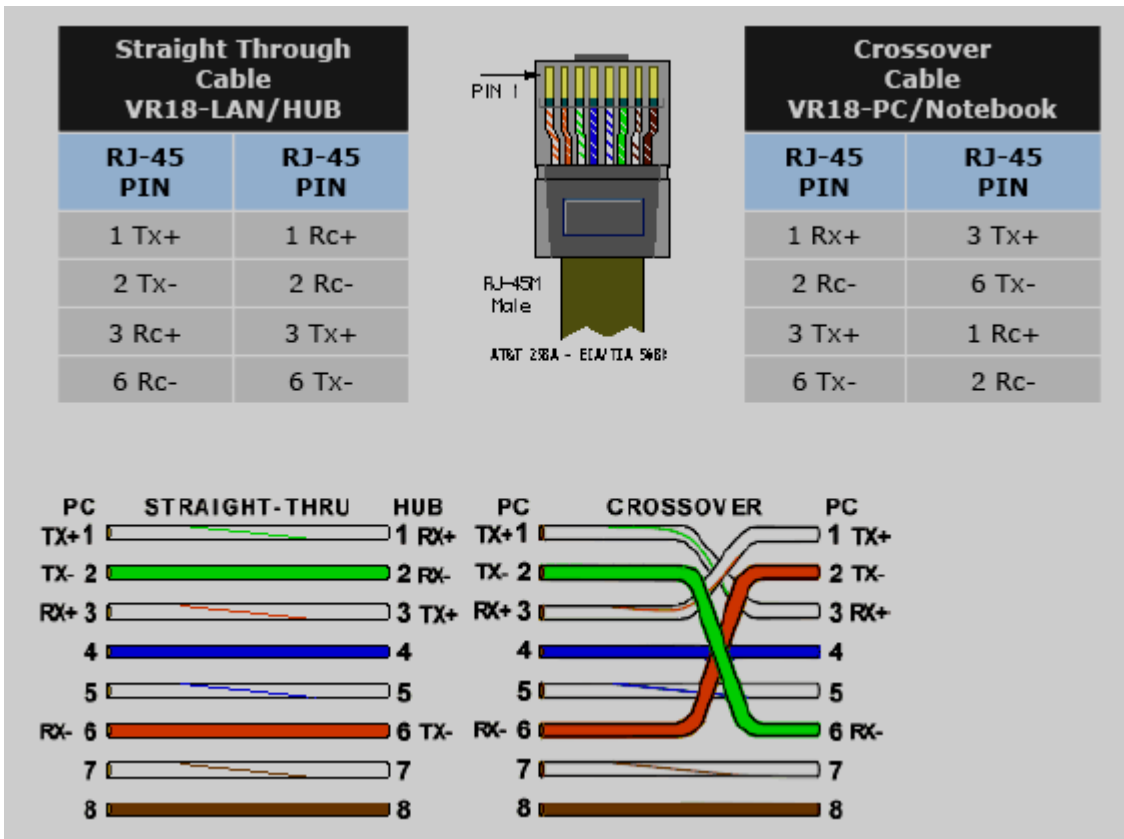 Straight Through
Cable
VR18-LAN/HUB
RJ-45 PIN RJ-45 PIN
1 Tx+ 1 Rc+
2 Tx- 2 Rc-
3 Rc+ 3 Tx+
6 Rc- 6 Tx-
PIN 1
RJ-45M
Male
AT&T 258A - EIA/TIA 568B
Crossover
Cable
VR18-PC/Notebook
RJ-45 PIN RJ-45 PIN
1 Rx+ 3 Tx+
2 Rc- 6 Tx-
3 Tx+ 1 Rc+
6 Tx- 2 Rc-
PC STRAIGHT-THRU HUB
TX+ 1 1 RX+
TX- 2 2 RX-
RX+ 3 3 TX+
4 4
5 5
RX- 6 6 TX-
7 7
8 8
PC CROSSOVER PC
TX+ 1 1 TX+
TX- 2 2 TX-
RX+ 3 3 RX+
4 4
5 5
RX- 6 6 RX-
7 7
8 8